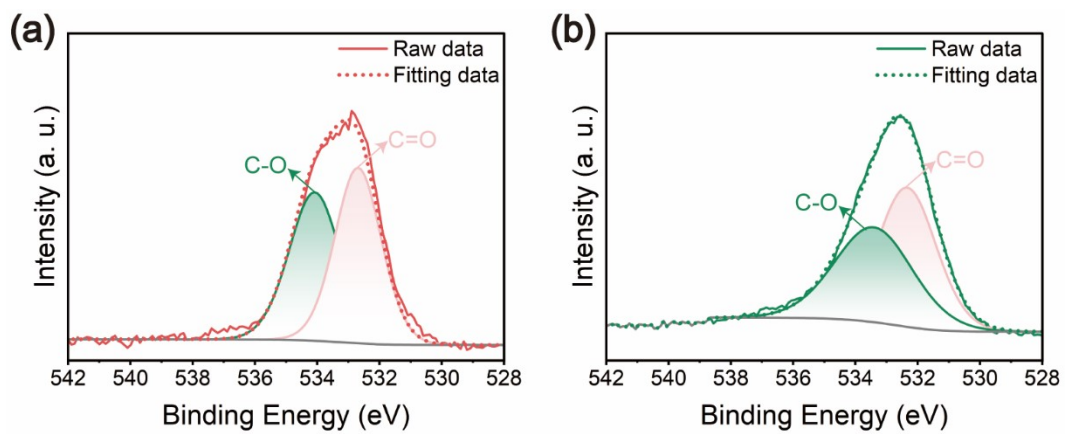 (a)
Raw data
Fitting data
C=O
C-O
Intensity (a. u.)
542 540 538 536 534 532 530 528
Binding Energy (eV)
(b)
Raw data
Fitting data
C=O
C-O
Intensity (a. u.)
542 540 538 536 534 532 530 528
Binding Energy (eV)